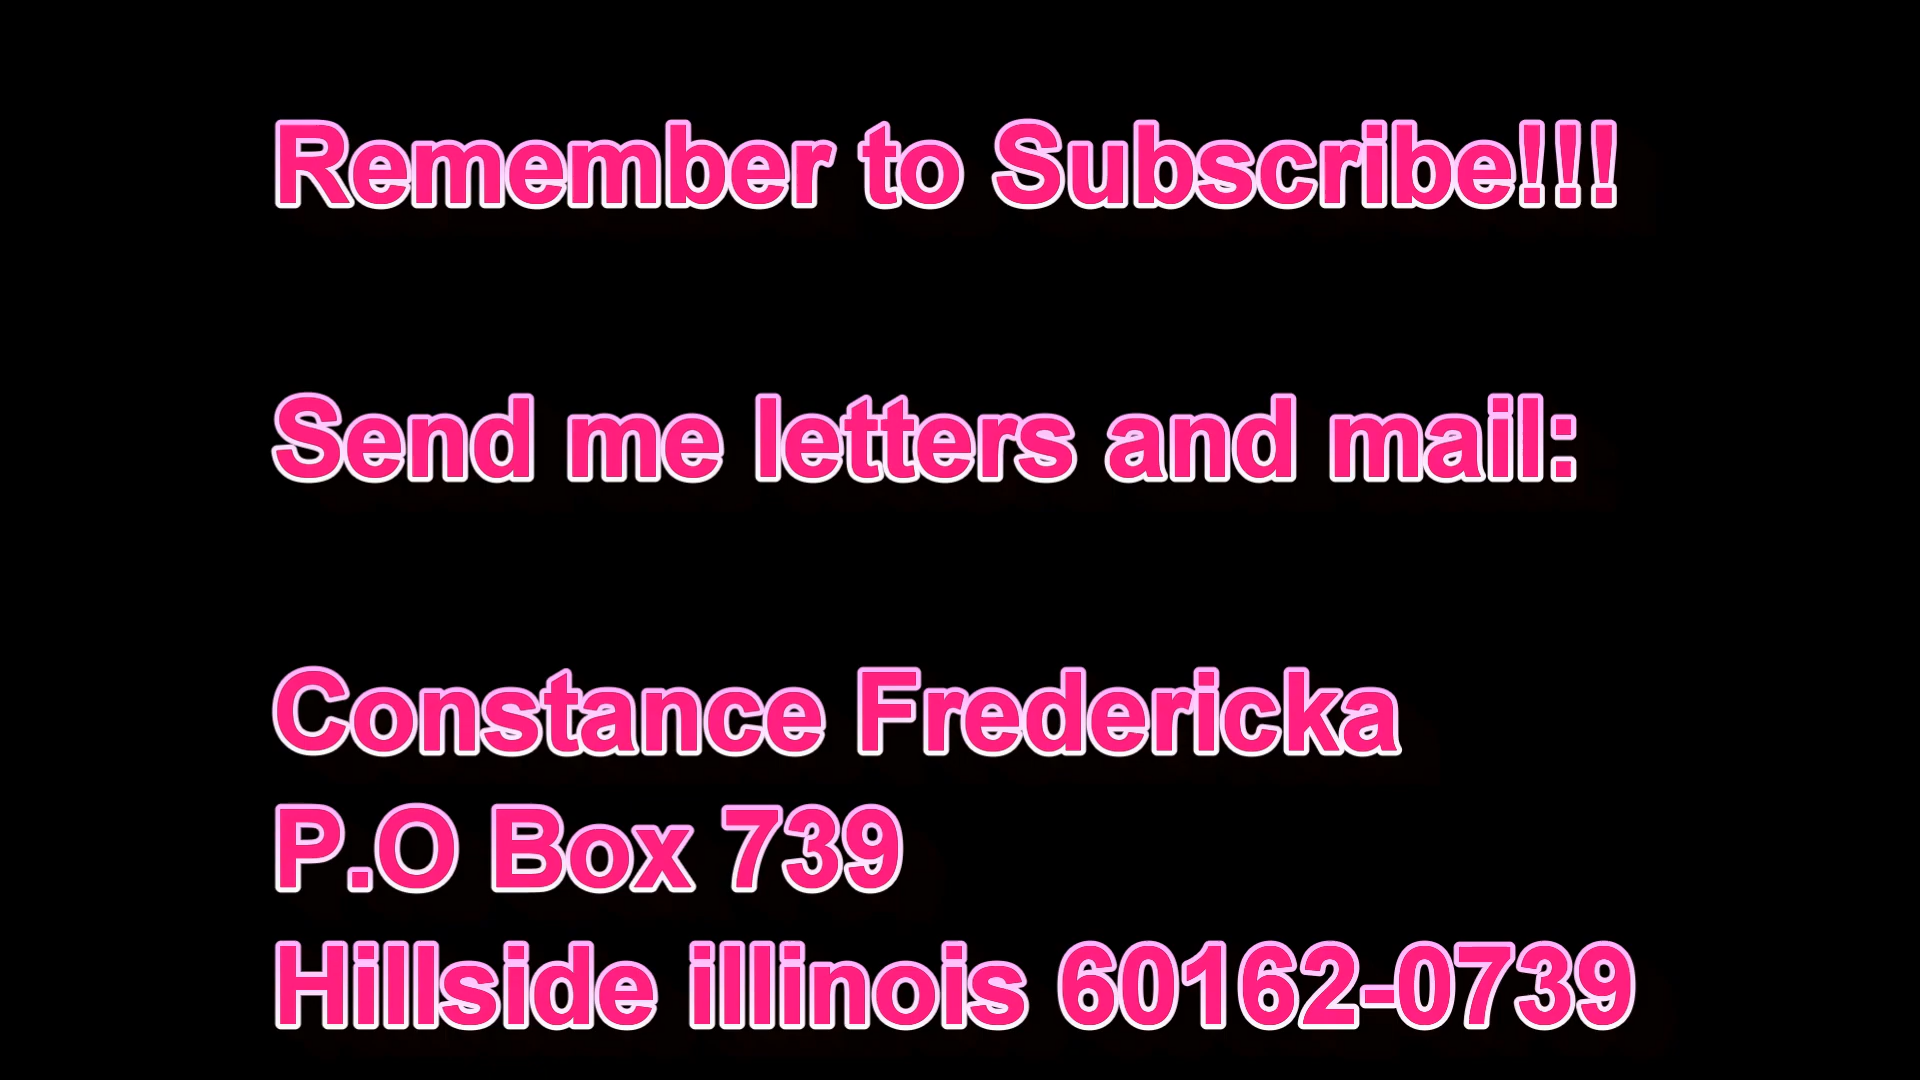 Remember to Subscribe!!!
Send me letters and mail:
Constance Fredericka
P.O Box 739
Hillside illinois 60162-0739